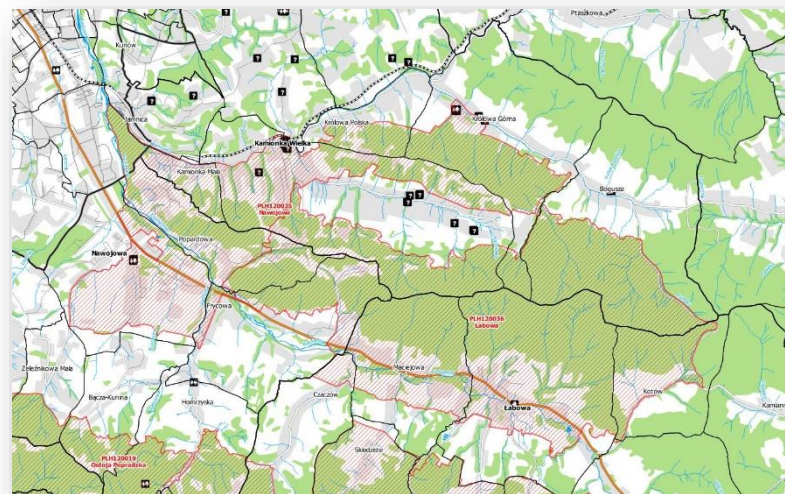 Ptaszkowa
Kunów
Jamnica
Królowa Polska
Królowa Górna
Kamionka Wielka
Kamionka Mała
Bogusza
PLH120035
Nawojowa
Popardowa
Nawojowa
Frycowa
PLH120036
Łabowa
Żeleźnikowa Mała
Maciejowa
Bącza-Kunina
Homrzyska
Czaczów
Łabowa
Kotów
Kamianna
Składziste
PLH120019
Ostoja Popradzka